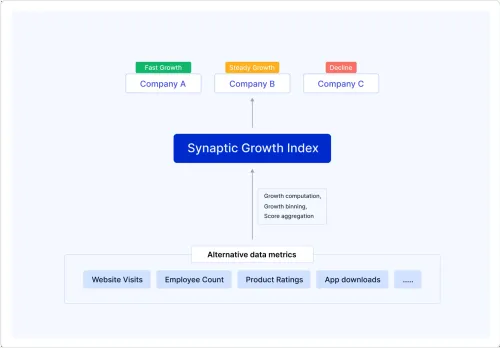 Fast Growth
Steady Growth
Decline
Company A
Company B
Company C
Synaptic Growth Index
Growth computation,
Growth binning,
Score aggregation
Alternative data metrics
Website Visits
Employee Count
Product Ratings
App downloads
.....